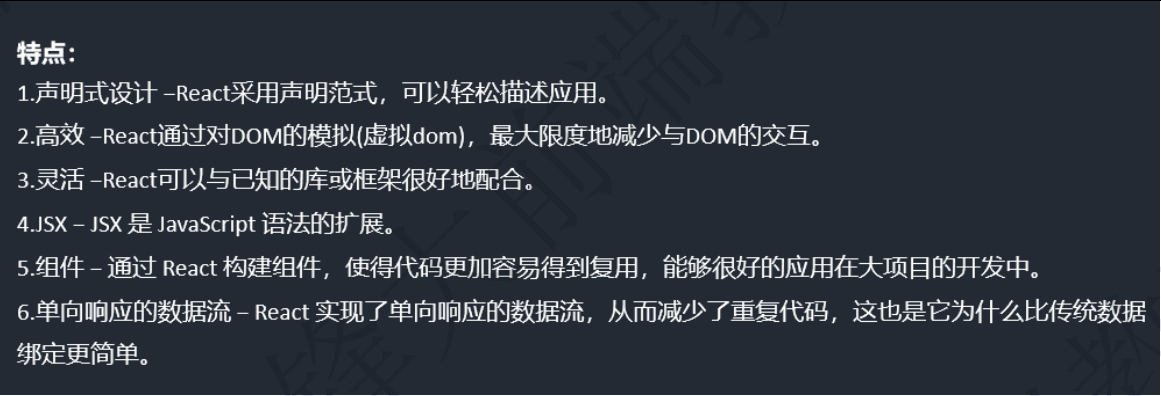 特点：
1.声明式设计 –React采用声明范式，可以轻松描述应用。
2.高效 –React通过对DOM的模拟(虚拟dom)，最大限度地减少与DOM的交互。
3.灵活 –React可以与已知的库或框架很好地配合。
4.JSX – JSX 是 JavaScript 语法的扩展。
5.组件 – 通过 React 构建组件，使得代码更加容易得到复用，能够很好的应用在大项目的开发中。
6.单向响应的数据流 – React 实现了单向响应的数据流，从而减少了重复代码，这也是它为什么比传统数据
绑定更简单。